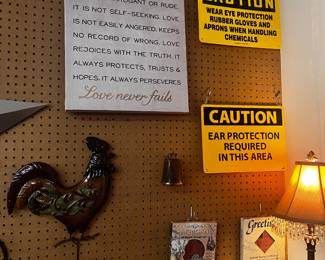 OR RUDE.
IT IS NOT SELF-SEEKING. LOVE
IS NOT EASILY ANGERED, KEEPS
NO RECORD OF WRONG. LOVE
REJOICES WITH THE TRUTH. IT
ALWAYS PROTECTS, TRUSTS &
HOPES. IT ALWAYS PERSEVERES
Love never fails
CAUTION
WEAR EYE PROTECTION
RUBBER GLOVES AND
APRONS WHEN HANDLING
CHEMICALS
CAUTION
EAR PROTECTION
REQUIRED
IN THIS AREA